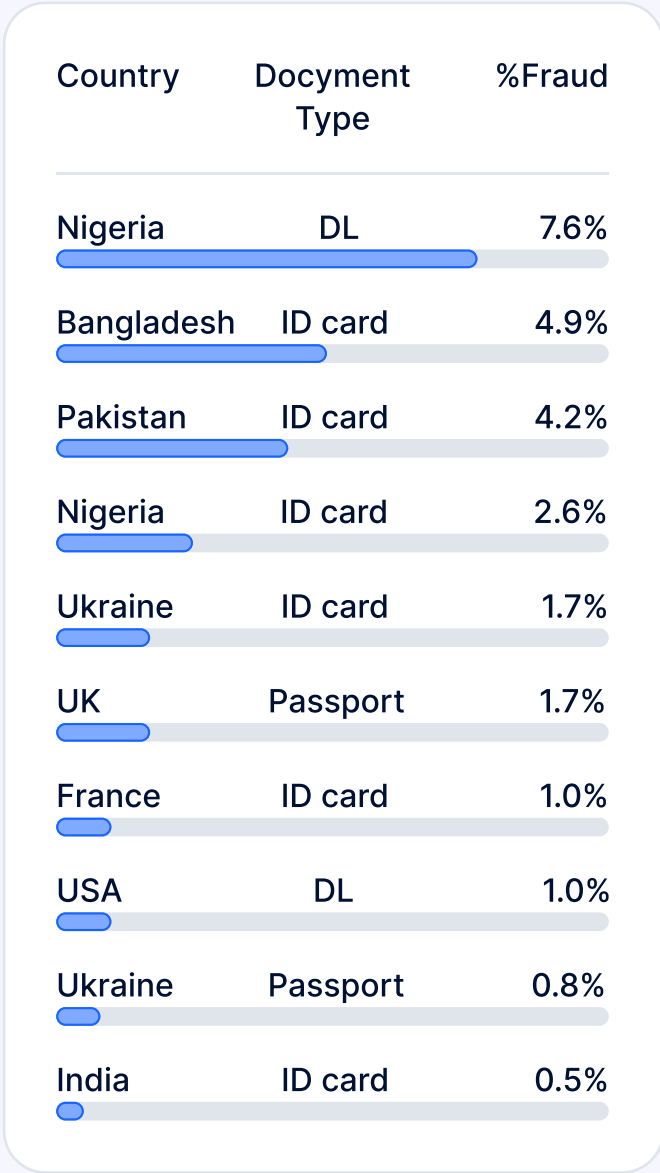 Country Docyment %Fraud
Type
Nigeria DL 7.6%
Bangladesh ID card 4.9%
Pakistan ID card 4.2%
Nigeria ID card 2.6%
Ukraine ID card 1.7%
UK Passport 1.7%
France ID card 1.0%
USA DL 1.0%
Ukraine Passport 0.8%
India ID card 0.5%